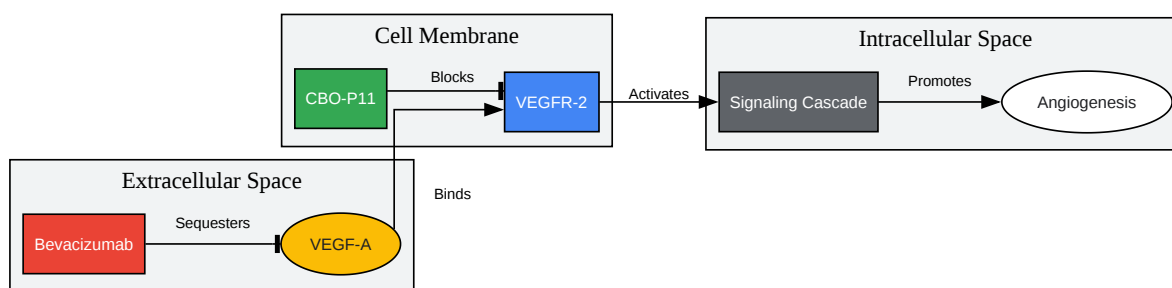 Cell Membrane
CBO-P11
Blocks
VEGFR-2
Activates
Intracellular Space
Signaling Cascade
Promotes
Angiogenesis
Extracellular Space
Bevacizumab
Sequesters
VEGF-A
Binds